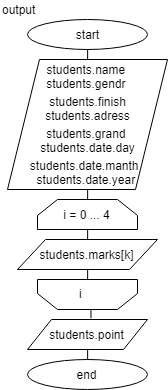 output
start
students.name
students.gendr
students.finish
students.adress
students.grand
students.date.day
students.date.manth
students.date.year
i = 0 ... 4
students.marks[k]
i
students.point
end